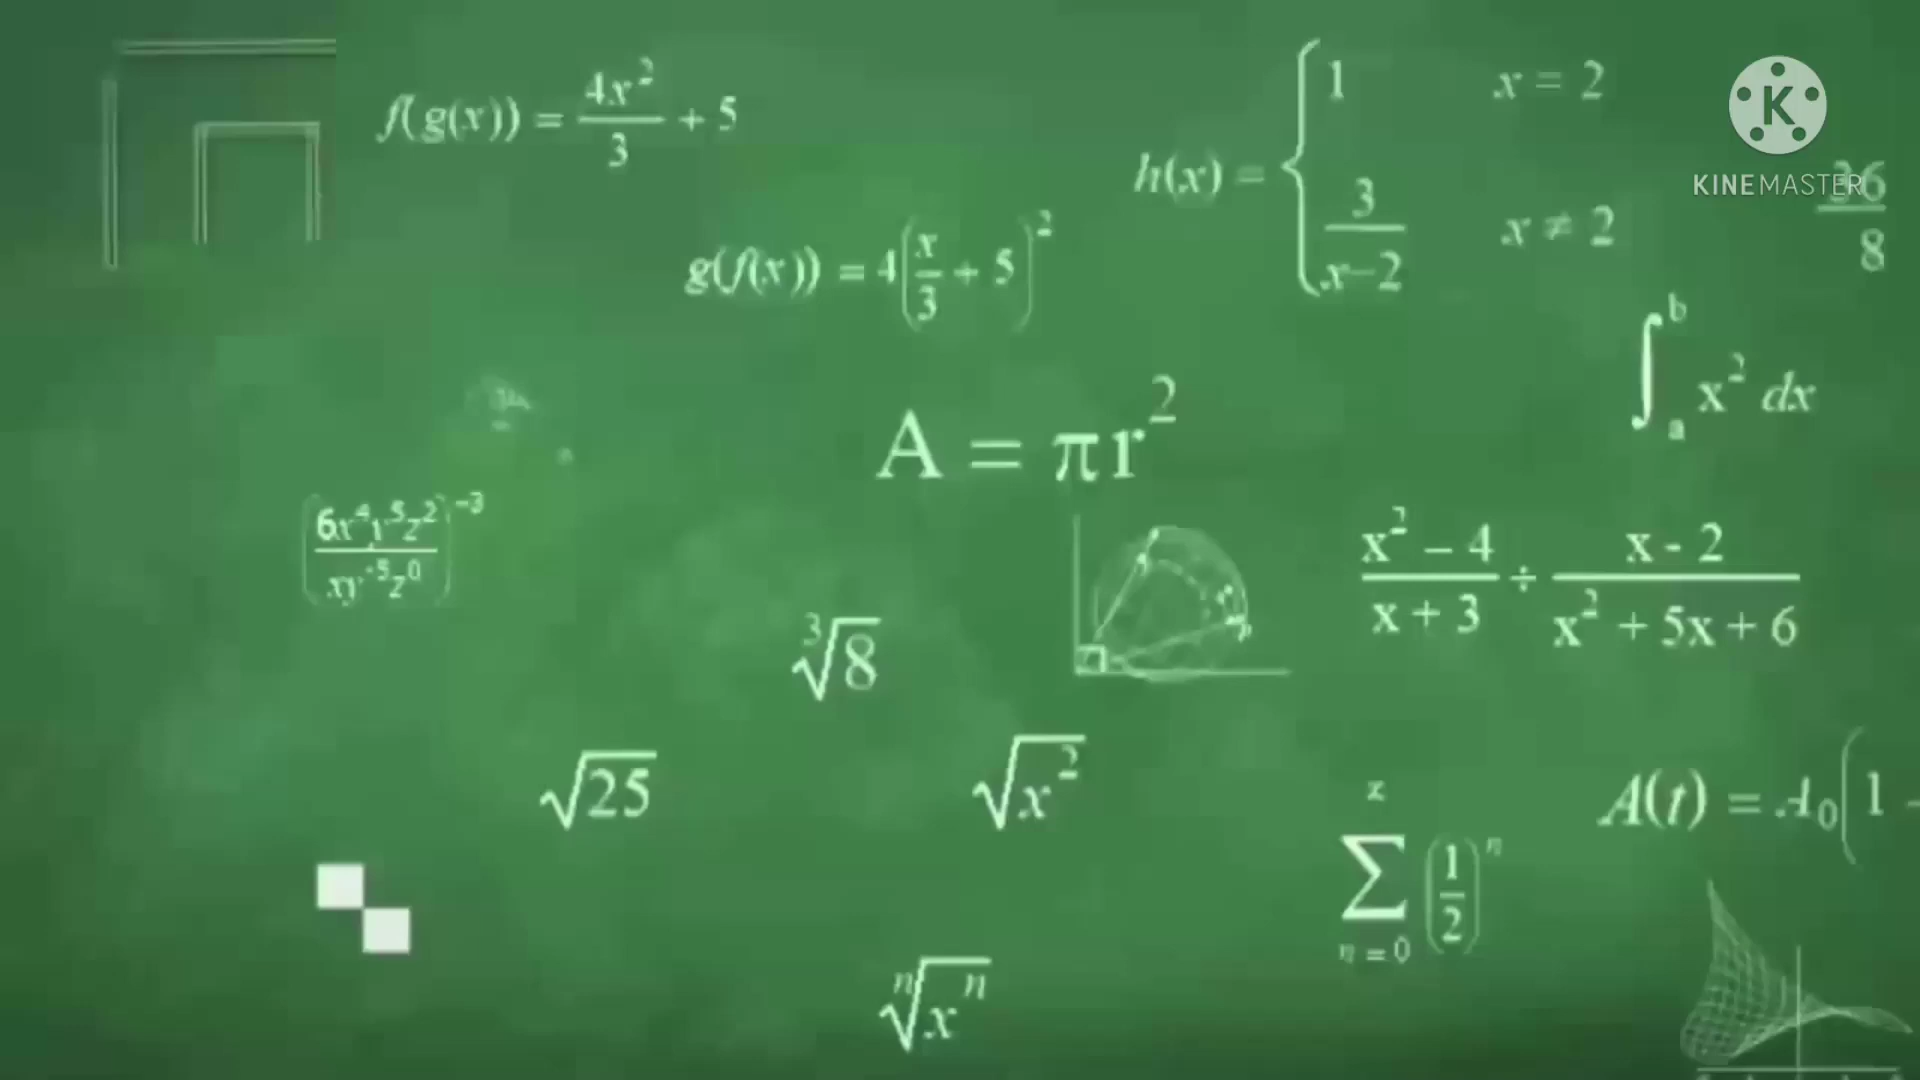 f(g(x)) = 4x²/3 + 5
h(x) = { 1 x = 2
3/(x−2) x ≠ 2
KINEMASTER
36/8
g(f(x)) = 4(x/3 + 5)²
∫ₐᵇ x² dx
A = πr²
(6x⁴y⁵z²/xy⁻⁵z⁰)⁻³
(x² − 4)/(x + 3) ÷ (x - 2)/(x² + 5x + 6)
∛8
√25
√x²
z
∑ (1/2)ⁿ
n = 0
A(t) = A₀(1 -
ⁿ√xⁿ